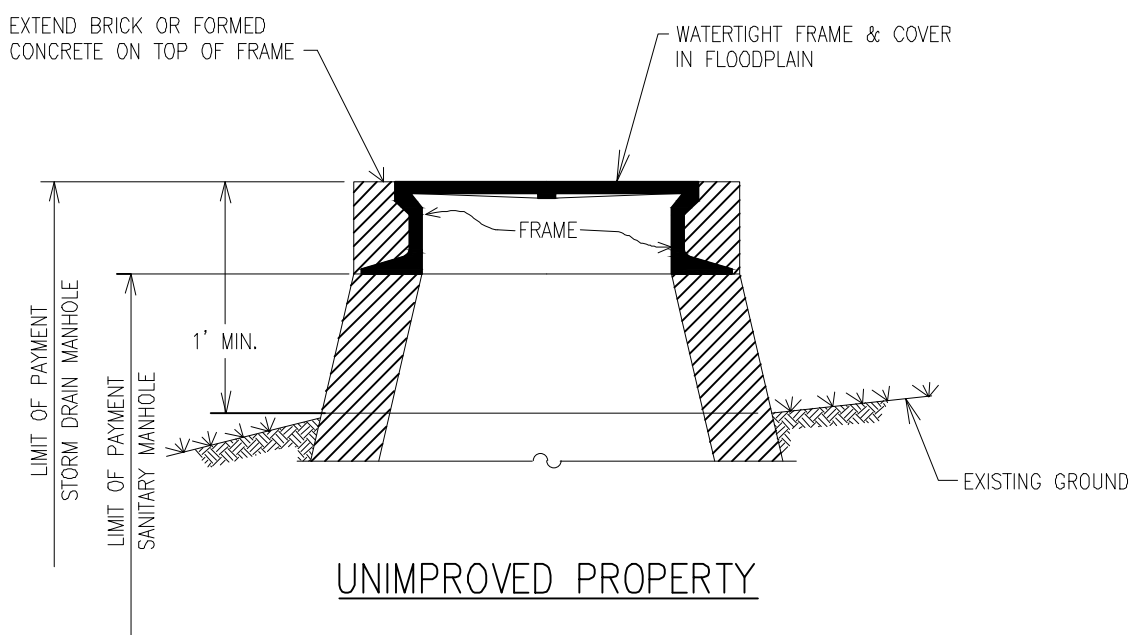 EXTEND BRICK OR FORMED
CONCRETE ON TOP OF FRAME
WATERTIGHT FRAME & COVER
IN FLOODPLAIN
FRAME
1' MIN.
LIMIT OF PAYMENT
STORM DRAIN MANHOLE
LIMIT OF PAYMENT
SANITARY MANHOLE
EXISTING GROUND
UNIMPROVED PROPERTY